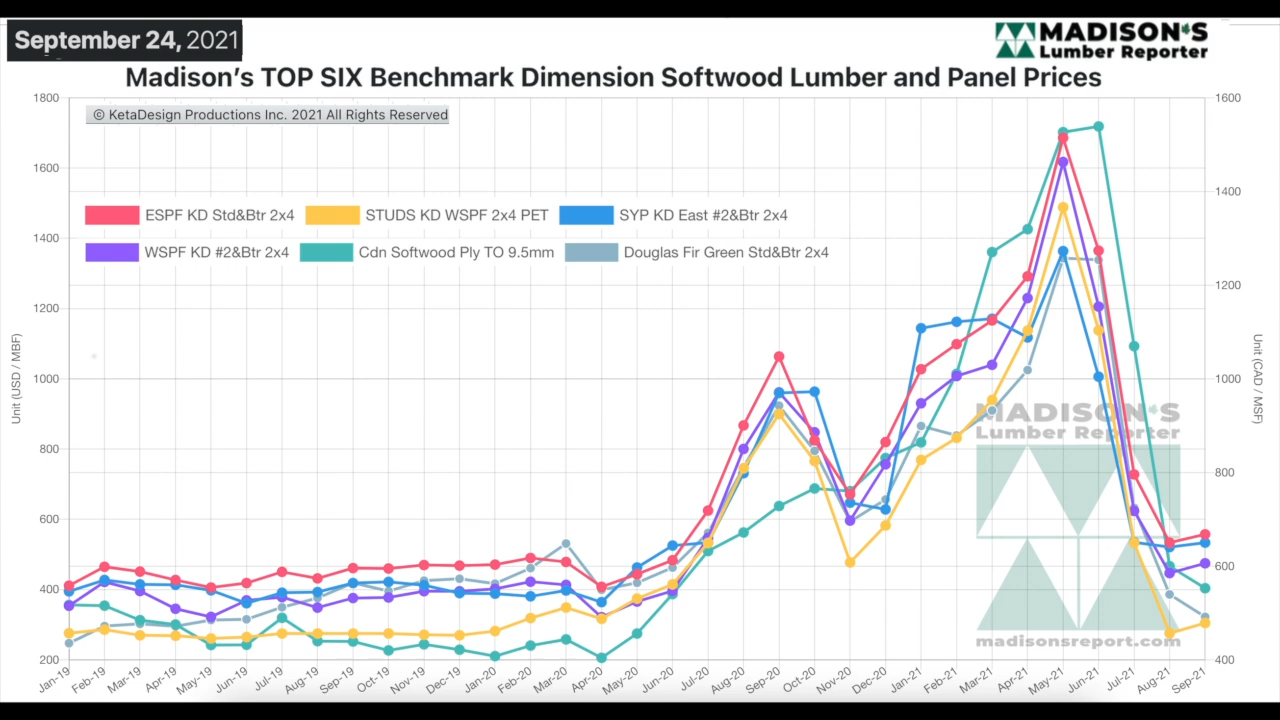 September 24, 2021
MADISON'S
Lumber Reporter
Madison's TOP SIX Benchmark Dimension Softwood Lumber and Panel Prices
© KetaDesign Productions Inc. 2021 All Rights Reserved
ESPF KD Std&Btr 2x4
STUDS KD WSPF 2x4 PET
SYP KD East #2&Btr 2x4
WSPF KD #2&Btr 2x4
Cdn Softwood Ply TO 9.5mm
Douglas Fir Green Std&Btr 2x4
Unit (USD / MBF)
1800
1600
1400
1200
1000
800
600
400
200
Unit (CAD / MSF)
1600
1400
1200
1000
800
600
400
MADISON'S
Lumber Reporter
madisonsreport.com
Jan-19
Feb-19
Mar-19
Apr-19
May-19
Jun-19
Jul-19
Aug-19
Sep-19
Oct-19
Nov-19
Dec-19
Jan-20
Feb-20
Mar-20
Apr-20
May-20
Jun-20
Jul-20
Aug-20
Sep-20
Oct-20
Nov-20
Dec-20
Jan-21
Feb-21
Mar-21
Apr-21
May-21
Jun-21
Jul-21
Aug-21
Sep-21